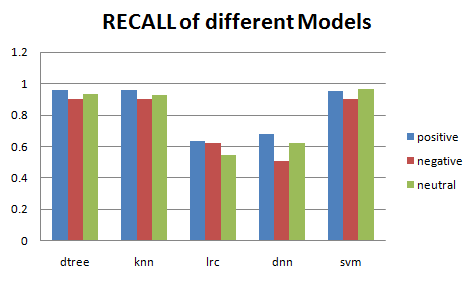 RECALL of different Models
1.2
1
0.8
0.6
0.4
0.2
0
dtree knn lrc dnn svm
positive
negative
neutral